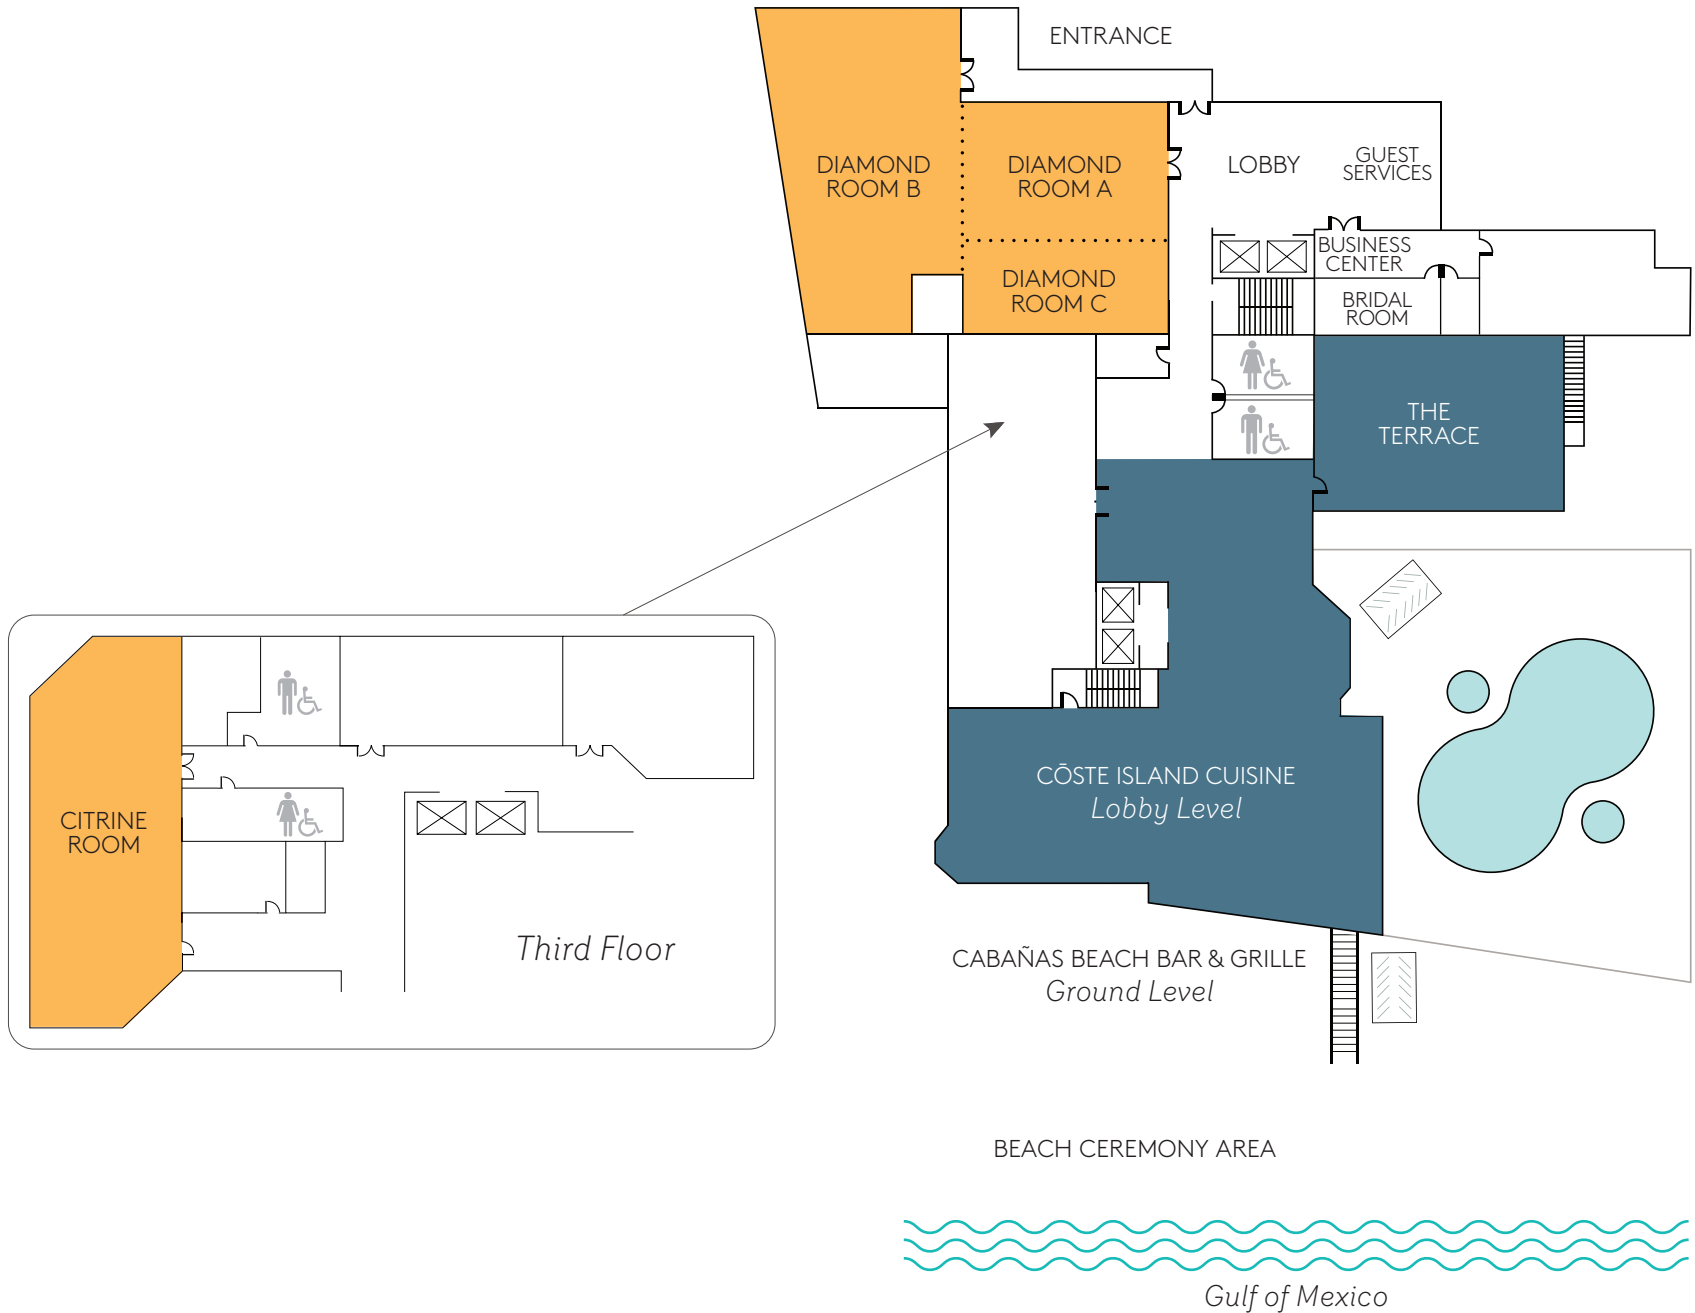 ENTRANCE
DIAMOND
ROOM B
DIAMOND
ROOM A
LOBBY
GUEST
SERVICES
DIAMOND
ROOM C
BUSINESS
CENTER
BRIDAL
ROOM
THE
TERRACE
CŌSTE ISLAND CUISINE
Lobby Level
CITRINE
ROOM
Third Floor
CABAÑAS BEACH BAR & GRILLE
Ground Level
BEACH CEREMONY AREA
Gulf of Mexico